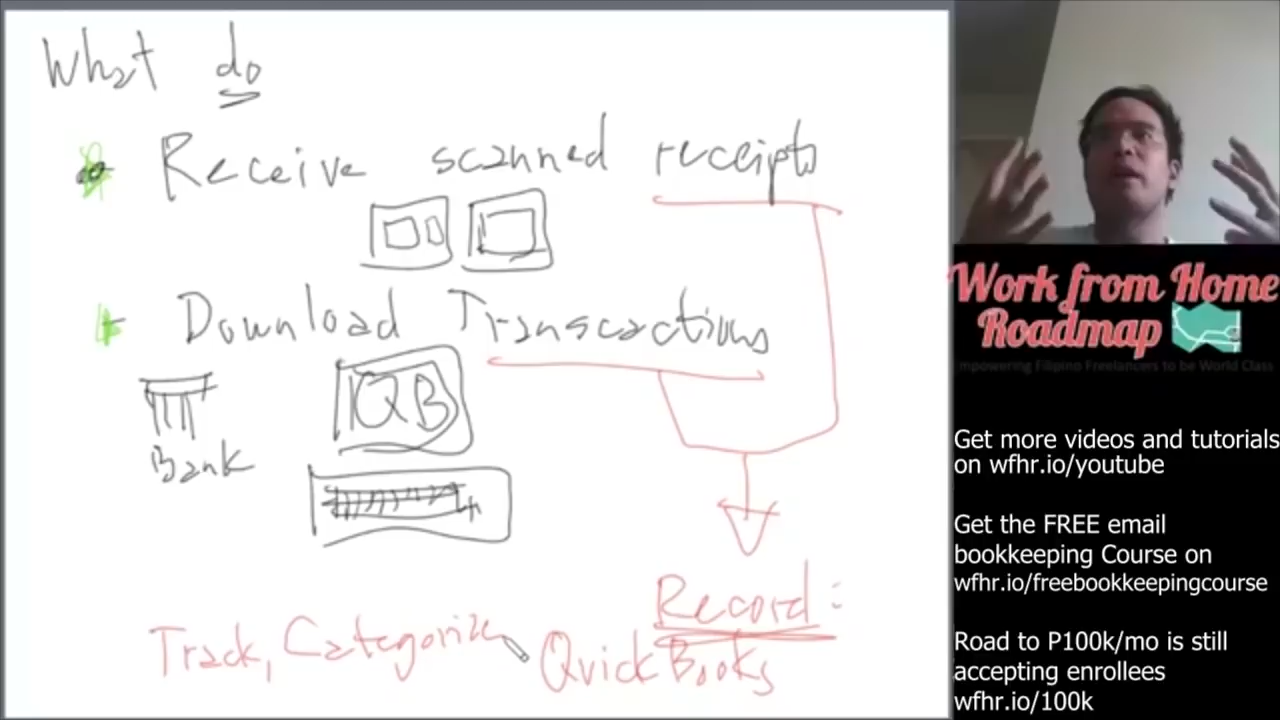 What do
Receive scanned receipts
Download Transcactions
QB
Bank
Record:
Track, Categorize
QuickBooks
Work from Home
Roadmap
Empowering Filipino Freelancers to be World Class
Get more videos and tutorials
on wfhr.io/youtube
Get the FREE email
bookkeeping Course on
wfhr.io/freebookkeepingcourse
Road to P100k/mo is still
accepting enrollees
wfhr.io/100k